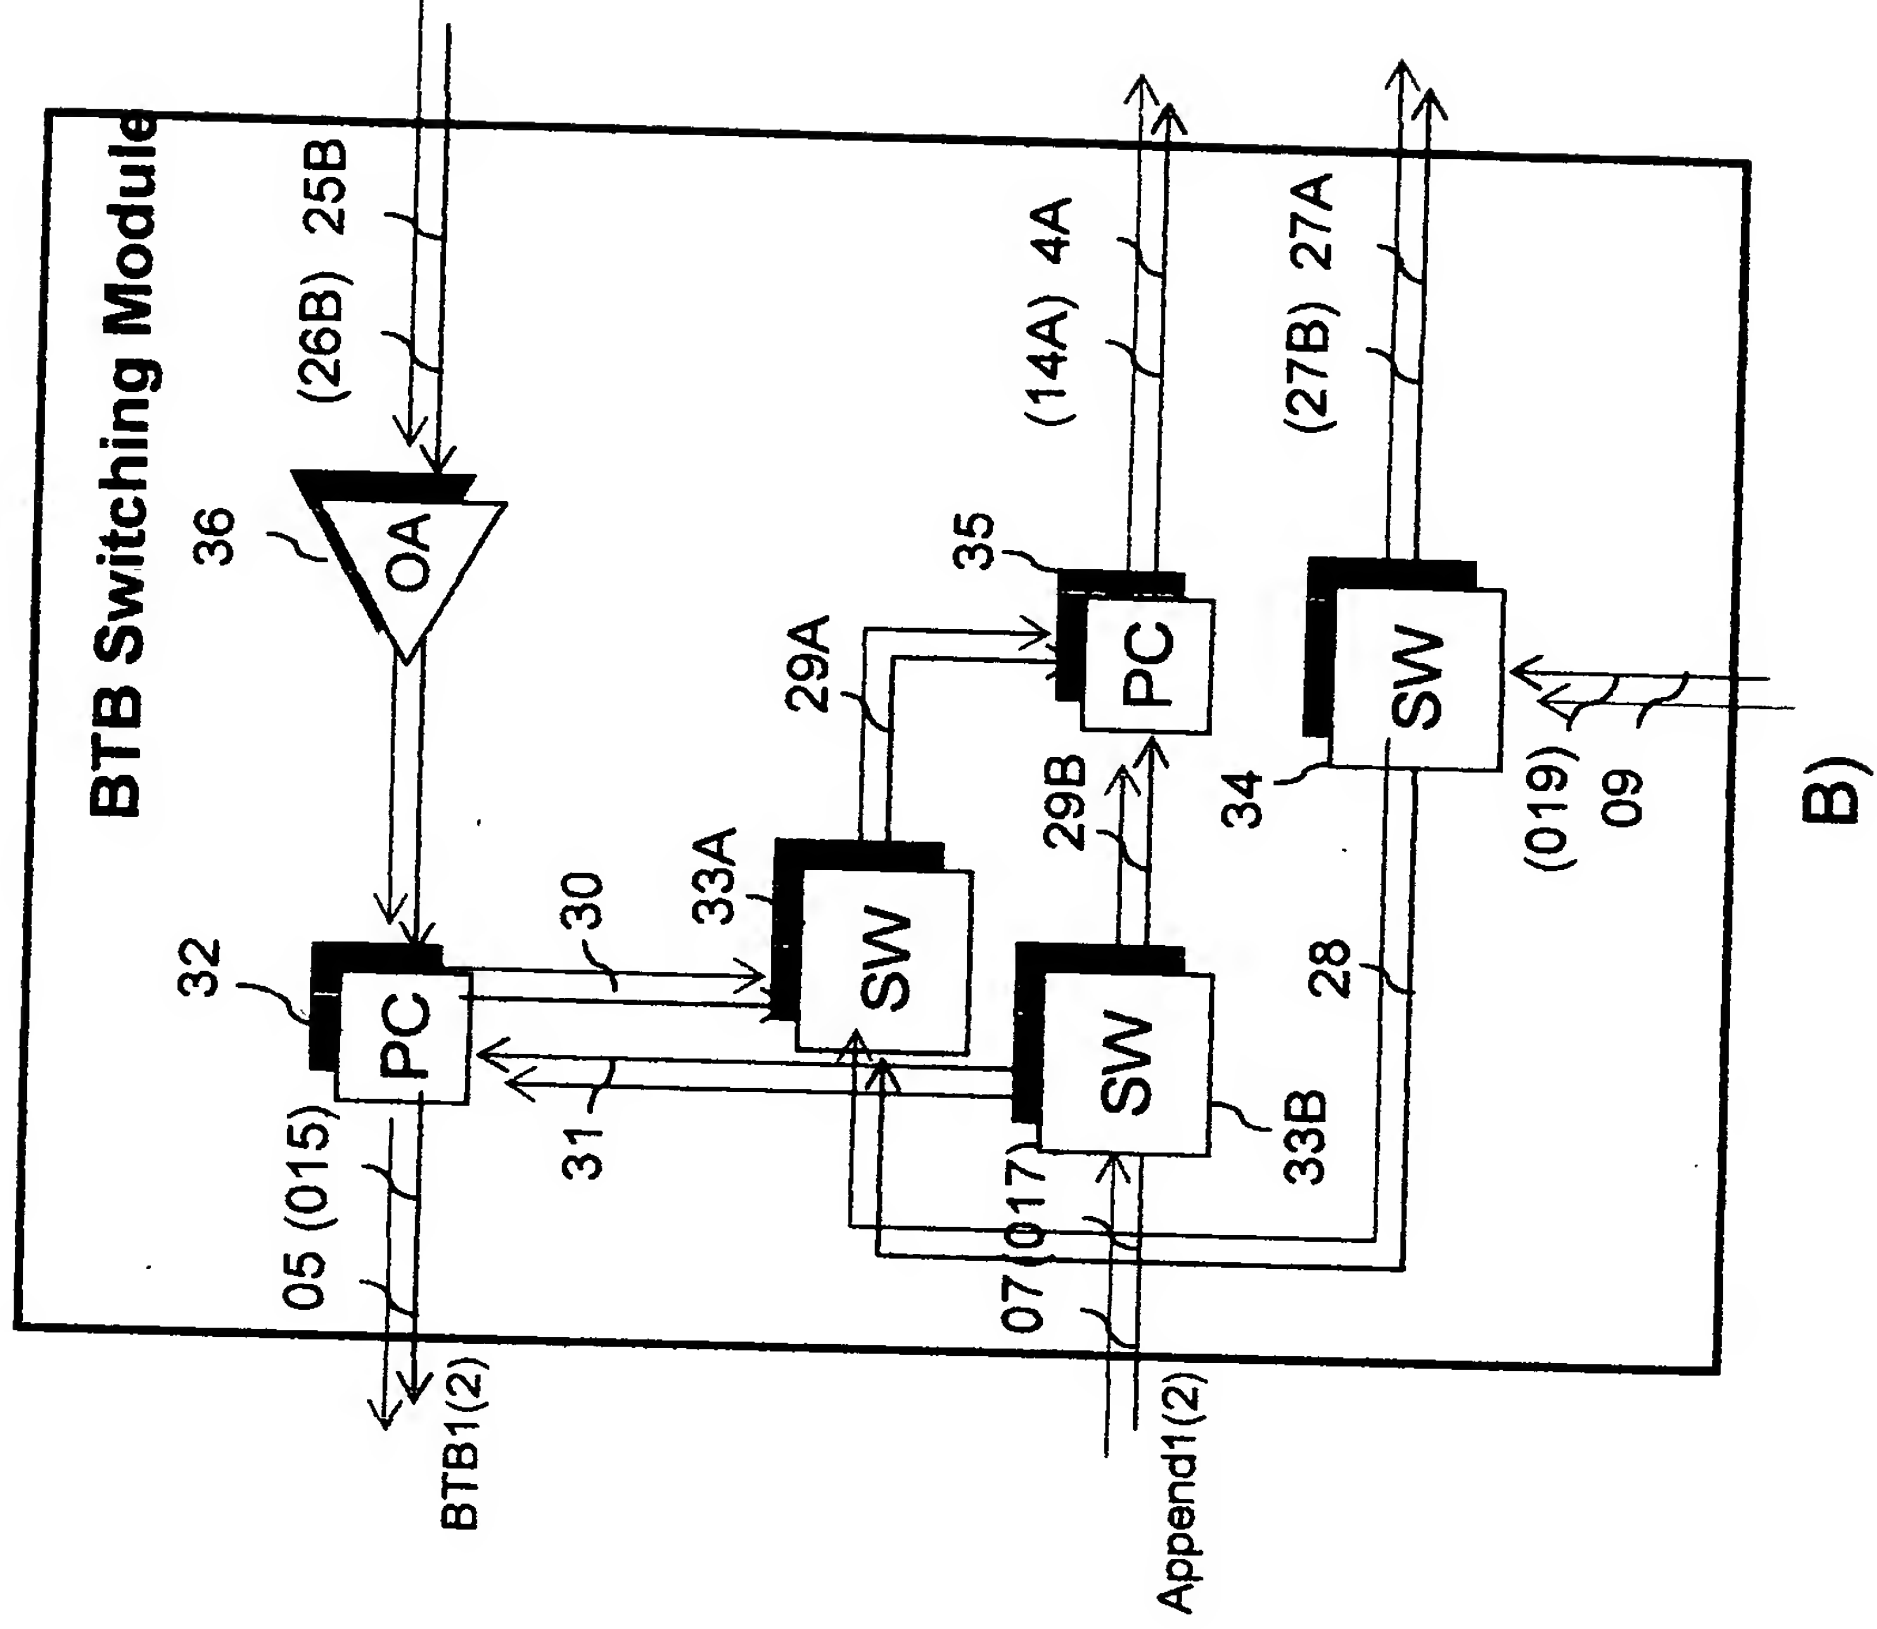 BTB Switching Module
05 (015)
32
36
(26B) 25B
PC
OA
BTB1(2)
31
30
33A
29A
SW
07 (017)
29B
35
(14A) 4A
SW
PC
Append1(2)
33B
28
34
(27B) 27A
SW
(019)
09
B)